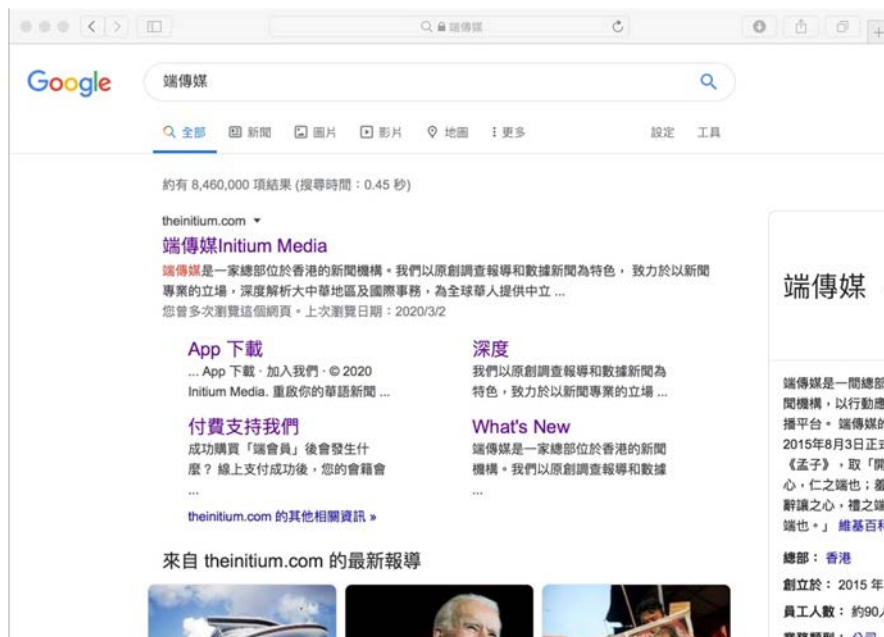 端傳媒
Google
端傳媒
全部 新聞 圖片 影片 地圖 更多 設定 工具
約有 8,460,000 項結果 (搜尋時間：0.45 秒)
theinitium.com
端傳媒Initium Media
端傳媒是一家總部位於香港的新聞機構。我們以原創調查報導和數據新聞為特色， 致力於以新聞
專業的立場，深度解析大中華地區及國際事務，為全球華人提供中立 ...
您曾多次瀏覽這個網頁。上次瀏覽日期：2020/3/2
App 下載
... App 下載 · 加入我們 · © 2020
Initium Media. 重啟你的華語新聞 ...
深度
我們以原創調查報導和數據新聞為
特色，致力於以新聞專業的立場 ...
付費支持我們
成功購買「端會員」後會發生什
麼？ 線上支付成功後，您的會籍會
...
What's New
端傳媒是一家總部位於香港的新聞
機構。我們以原創調查報導和數據
...
theinitium.com 的其他相關資訊 »
來自 theinitium.com 的最新報導
端傳媒
端傳媒是一間總部
聞機構，以行動應
播平台。 端傳媒的
2015年8月3日正式
《孟子》，取「開
心，仁之端也；羞
辭讓之心，禮之端
端也。」 維基百科
總部： 香港
創立於： 2015 年
員工人數： 約90人